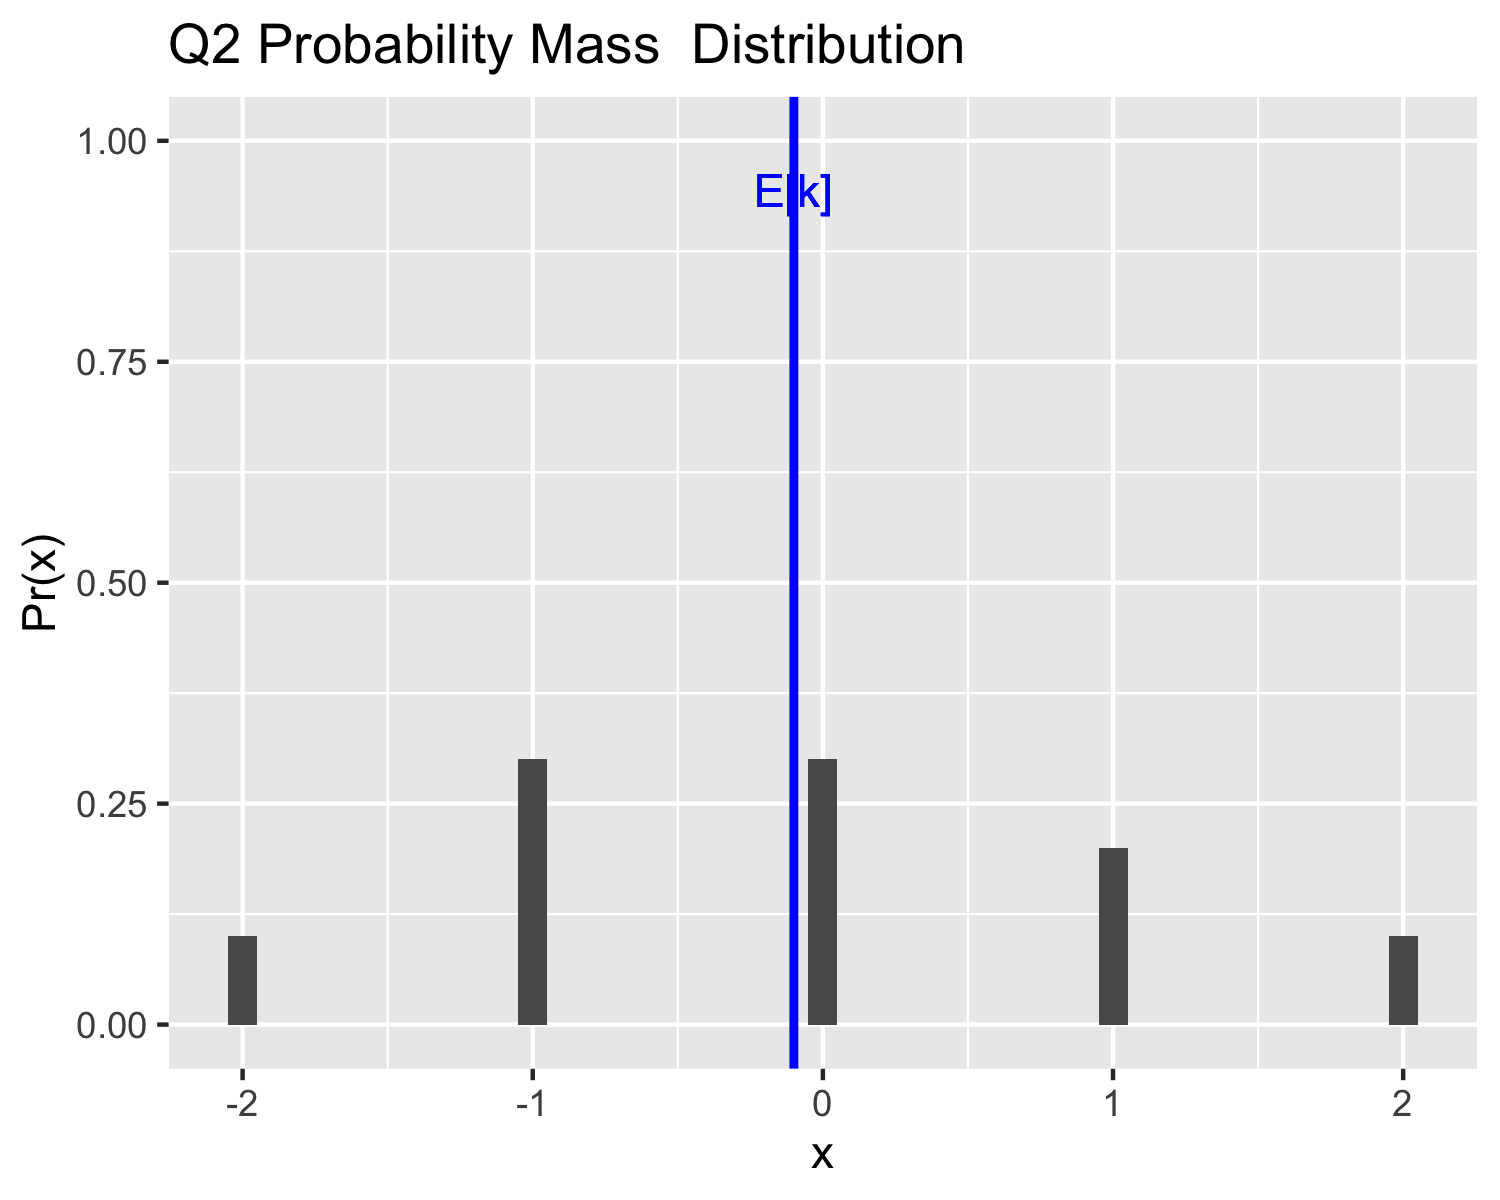 Q2 Probability Mass  Distribution
1.00
E[k]
0.75
Pr(x)
0.50
0.25
0.00
-2 -1 0 1 2
x